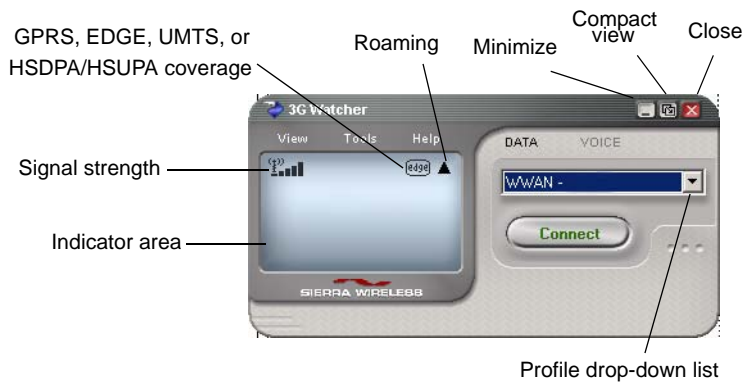 GPRS, EDGE, UMTS, or
HSDPA/HSUPA coverage
Roaming
Minimize
Compact
view
Close
3G Watcher
View Tools Help
DATA VOICE
Signal strength
edge
WWAN -
Indicator area
Connect
SIERRA WIRELESS
Profile drop-down list